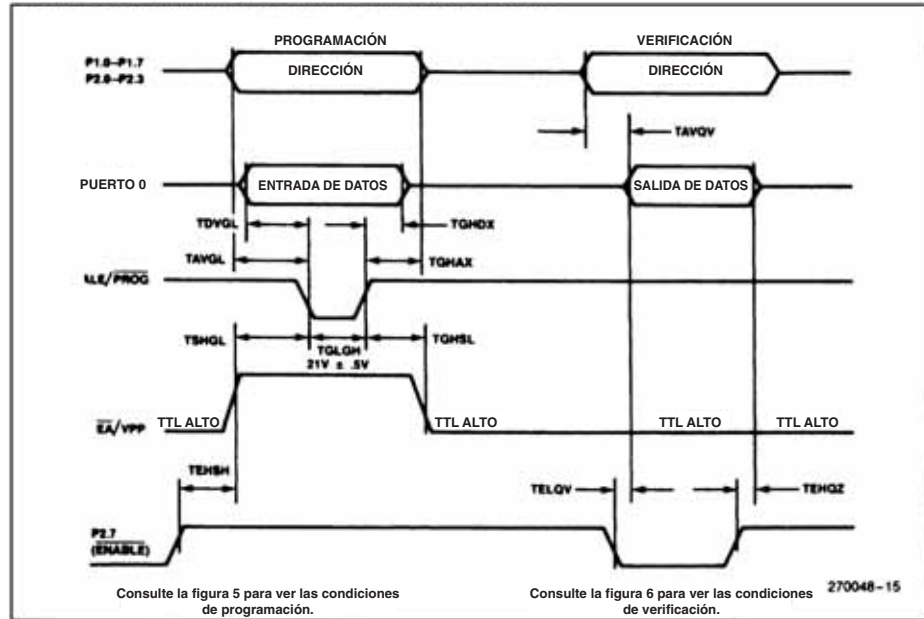 PROGRAMACIÓN
VERIFICACIÓN
P1.0–P1.7
P2.0–P2.3
DIRECCIÓN
DIRECCIÓN
TAVQV
PUERTO 0
ENTRADA DE DATOS
SALIDA DE DATOS
TDVGL
TGHDX
TAVGL
TGHAX
ALE/PROG
TSHGL
TGLGH
TGHSL
21V ± .5V
EA/VPP
TTL ALTO
TTL ALTO
TTL ALTO
TTL ALTO
TEHSH
TELQV
TEHQZ
P2.7
(ENABLE)
Consulte la figura 5 para ver las condiciones
de programación.
Consulte la figura 6 para ver las condiciones
de verificación.
270048–15